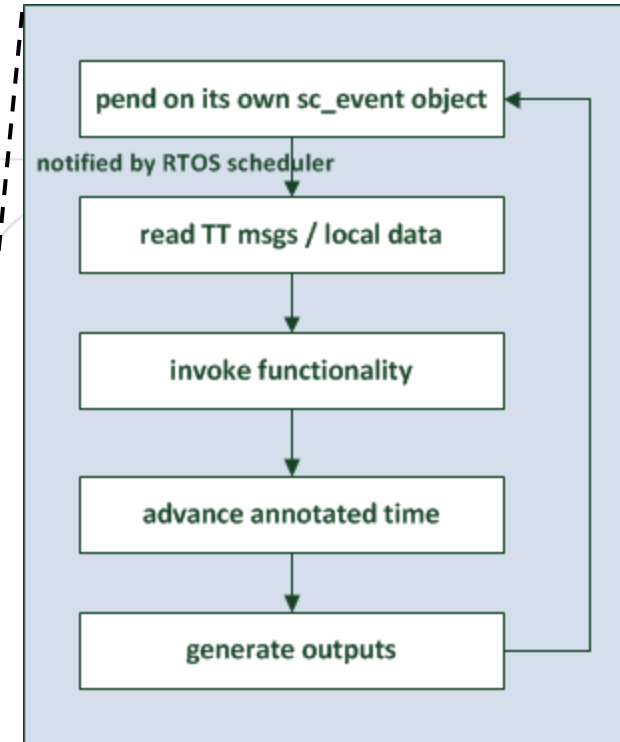 pend on its own sc_event object
notified by RTOS scheduler
read TT msgs / local data
invoke functionality
advance annotated time
generate outputs